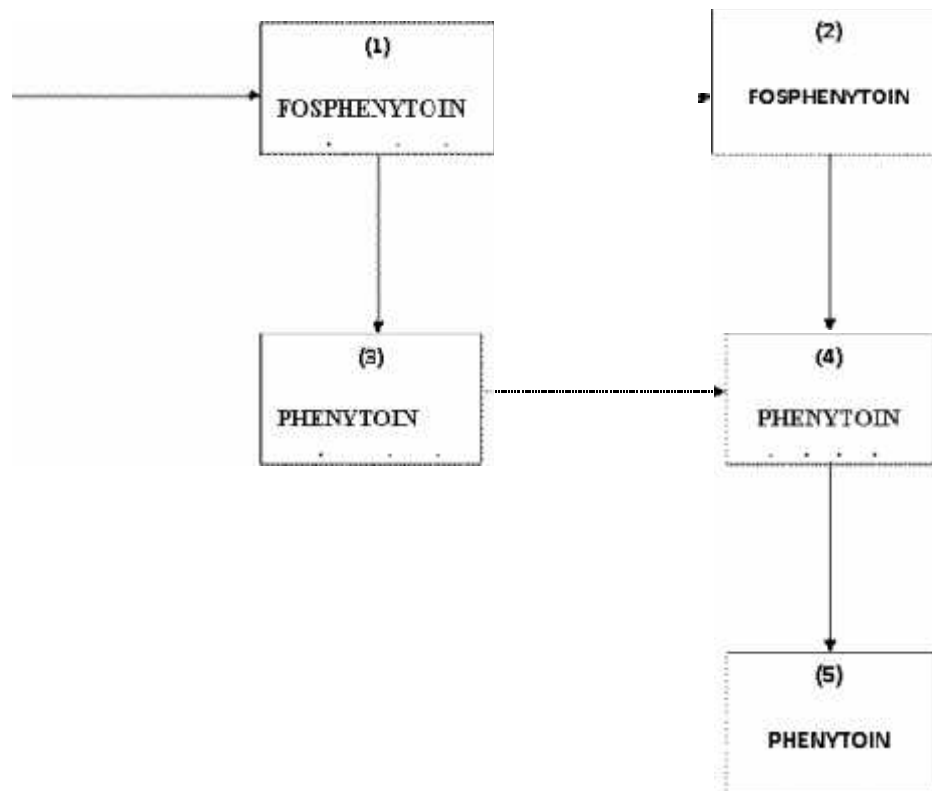 (1)
FOSPHENYTOIN
(2)
FOSPHENYTOIN
(3)
PHENYTOIN
(4)
PHENYTOIN
(5)
PHENYTOIN